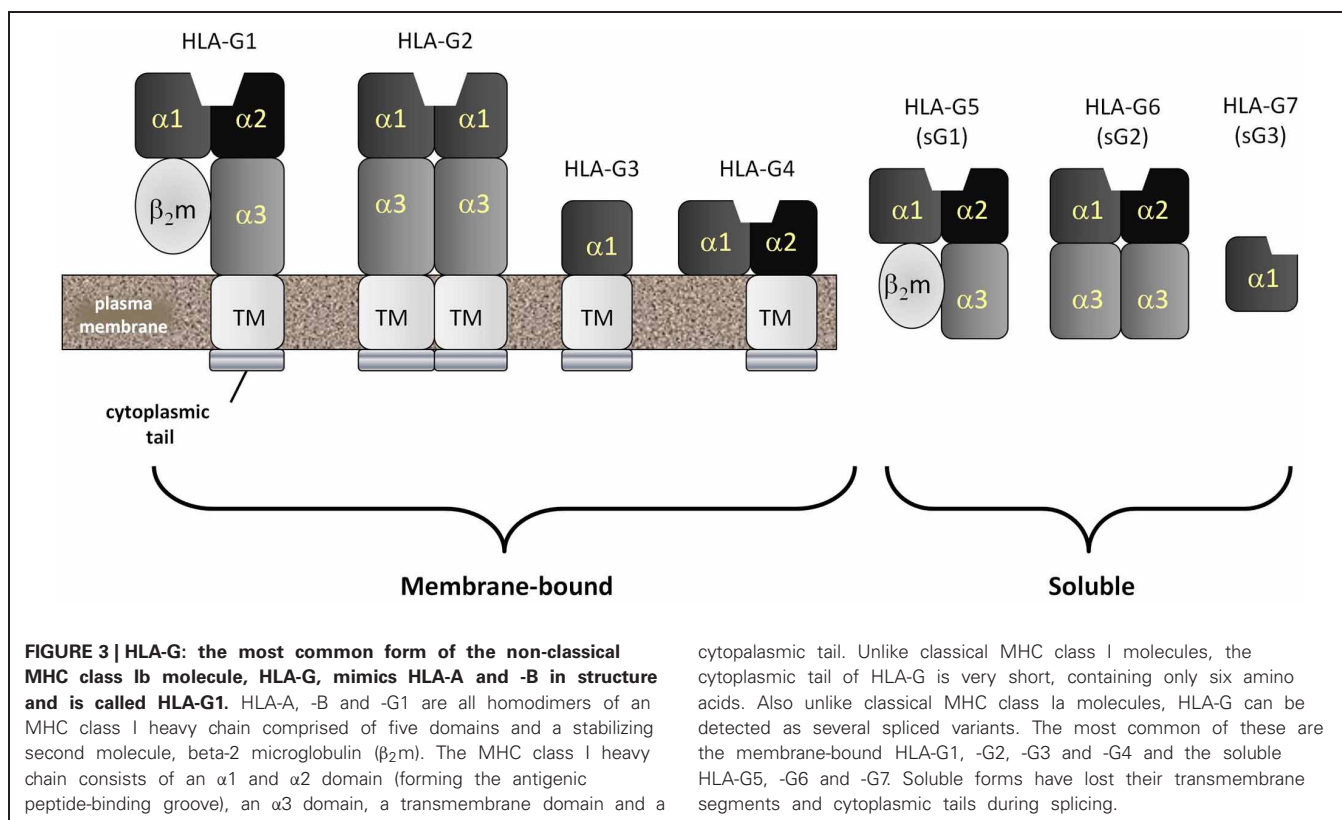 HLA-G1
HLA-G2
HLA-G3
HLA-G4
HLA-G5
(sG1)
HLA-G6
(sG2)
HLA-G7
(sG3)
α1
α2
α1
α1
β₂m
α3
α3
α3
α1
α1
α2
α1
α2
β₂m
α3
α1
α2
α3
α3
α1
plasma
membrane
TM
TM
TM
TM
TM
cytoplasmic
tail
Membrane-bound
Soluble
FIGURE 3 | HLA-G: the most common form of the non-classical
MHC class Ib molecule, HLA-G, mimics HLA-A and -B in structure
and is called HLA-G1. HLA-A, -B and -G1 are all homodimers of an
MHC class I heavy chain comprised of five domains and a stabilizing
second molecule, beta-2 microglobulin (β₂m). The MHC class I heavy
chain consists of an α1 and α2 domain (forming the antigenic
peptide-binding groove), an α3 domain, a transmembrane domain and a
cytopalasmic tail. Unlike classical MHC class I molecules, the
cytoplasmic tail of HLA-G is very short, containing only six amino
acids. Also unlike classical MHC class Ia molecules, HLA-G can be
detected as several spliced variants. The most common of these are
the membrane-bound HLA-G1, -G2, -G3 and -G4 and the soluble
HLA-G5, -G6 and -G7. Soluble forms have lost their transmembrane
segments and cytoplasmic tails during splicing.